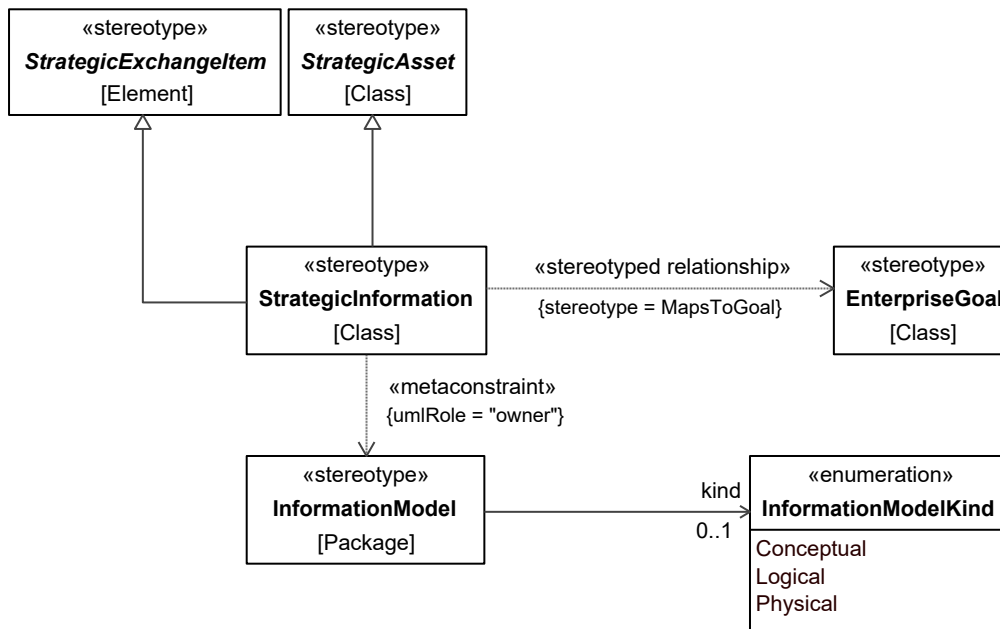 «stereotype»
StrategicExchangeItem
[Element]
«stereotype»
StrategicAsset
[Class]
«stereotype»
StrategicInformation
[Class]
«stereotyped relationship»
{stereotype = MapsToGoal}
«stereotype»
EnterpriseGoal
[Class]
«metaconstraint»
{umlRole = "owner"}
«stereotype»
InformationModel
[Package]
kind
0..1
«enumeration»
InformationModelKind
Conceptual
Logical
Physical